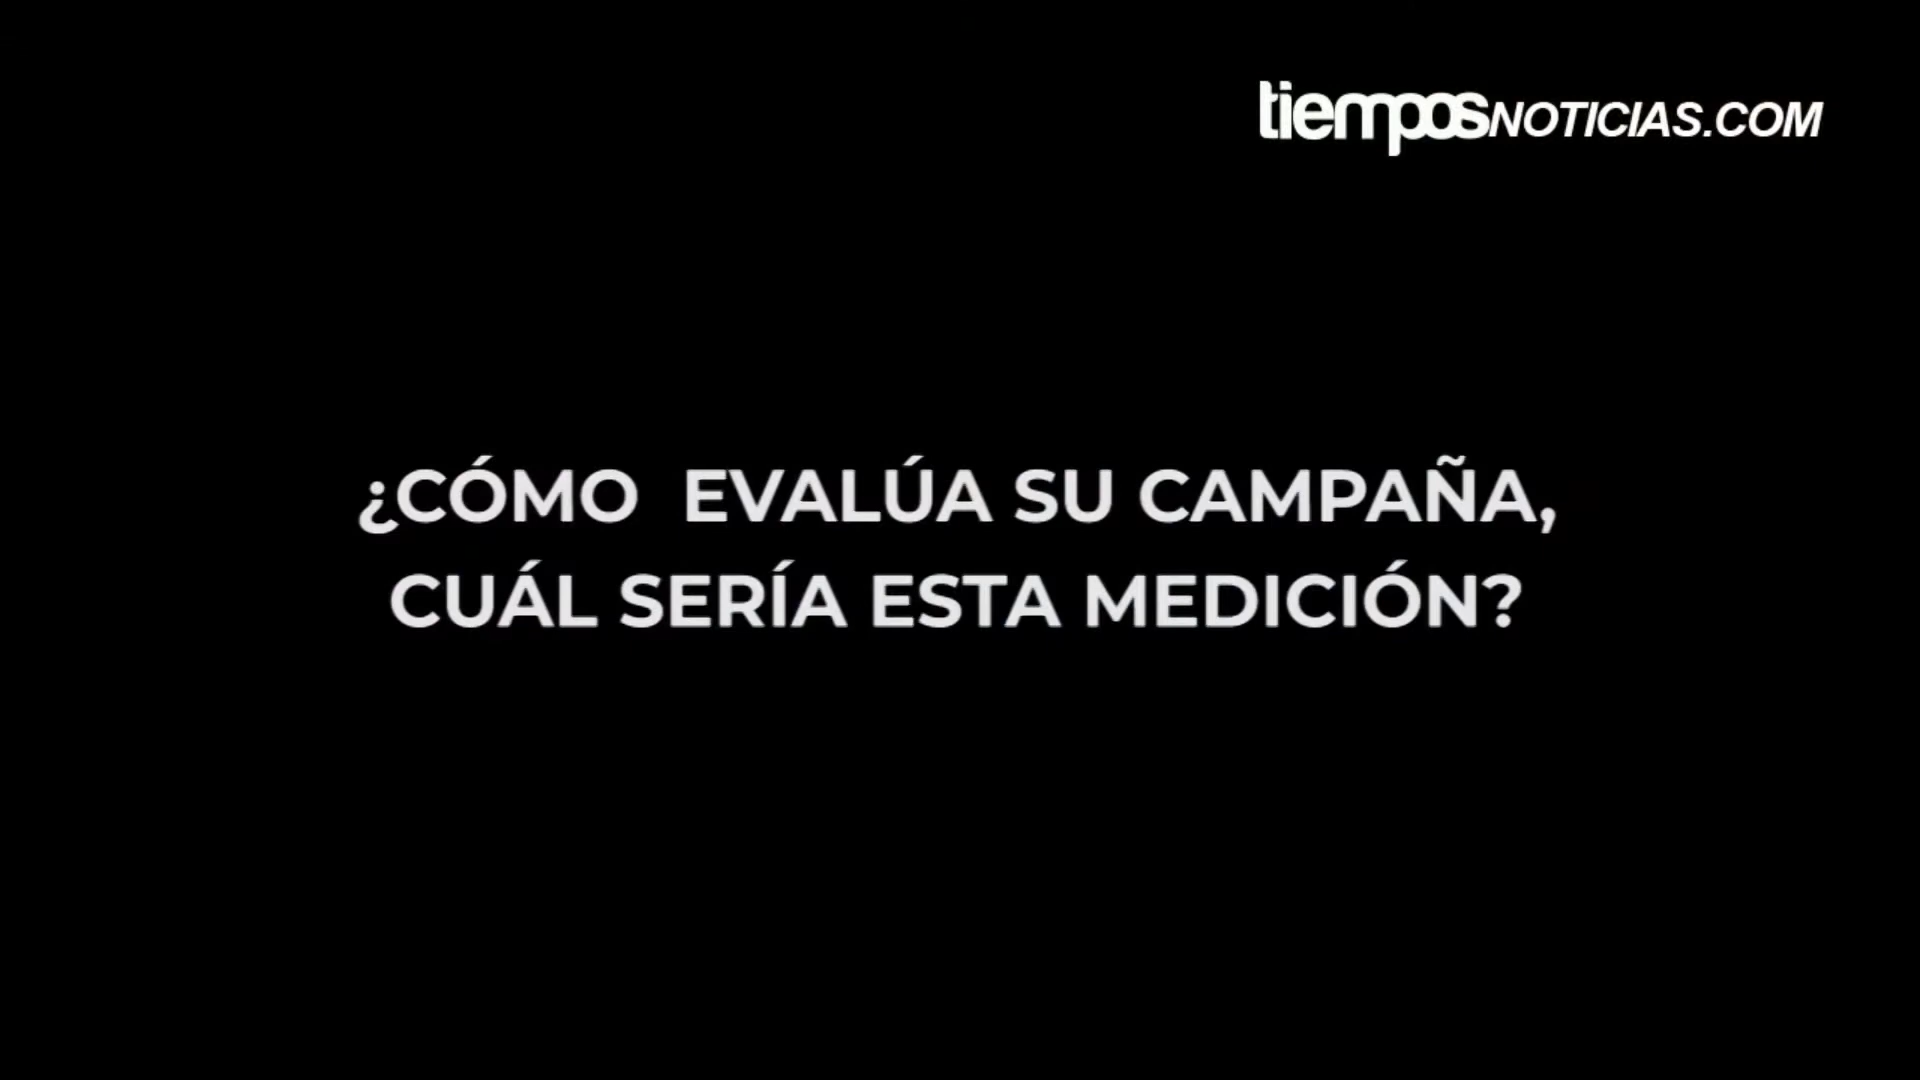 tiemposNOTICIAS.COM
¿CÓMO EVALÚA SU CAMPAÑA,
CUÁL SERÍA ESTA MEDICIÓN?